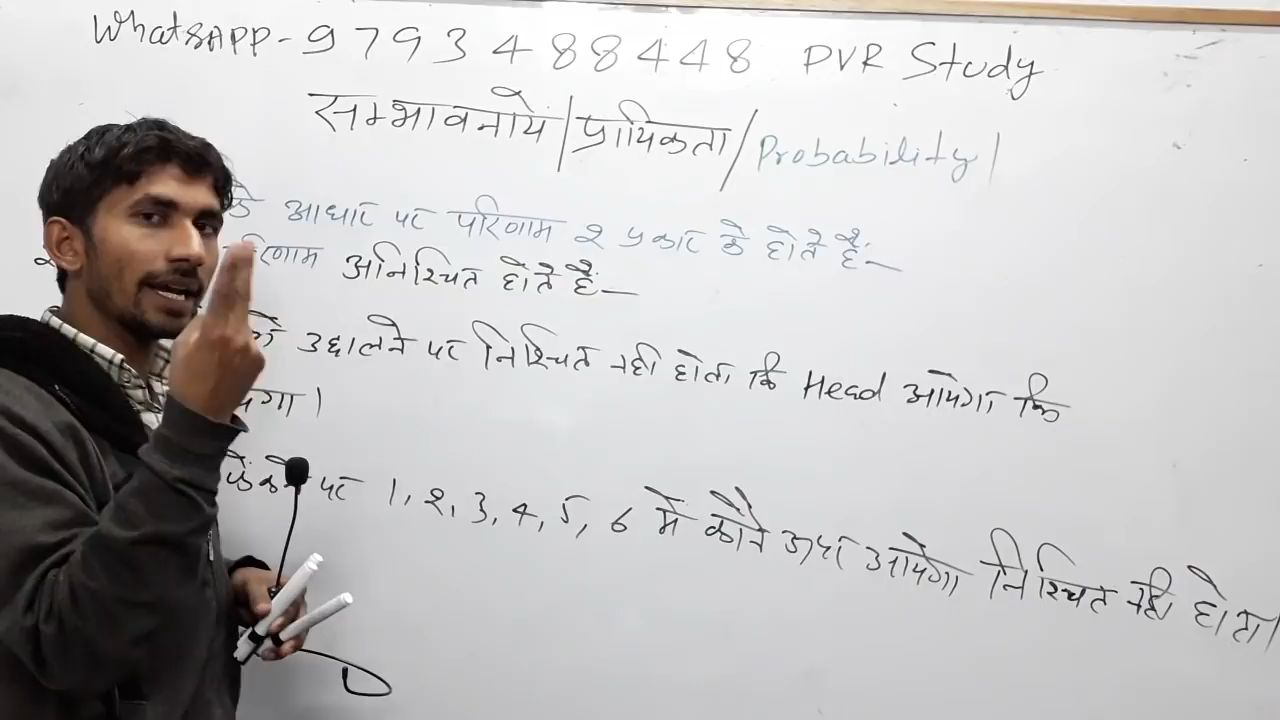 WhatsAPP - 9793488448 PVR Study
सम्भावनायें/प्रायिकता/Probability/
के आधार पर परिणाम 2 प्रकार के होते हैं:—
परिणाम अनिश्चित होते हैं:—
को उछालने पर निश्चित नही होता कि Head आयेगा कि
येगा।
फेंकने पर 1, 2, 3, 4, 5, 6 में कौन ऊपर आयेगा निश्चित नही होता।